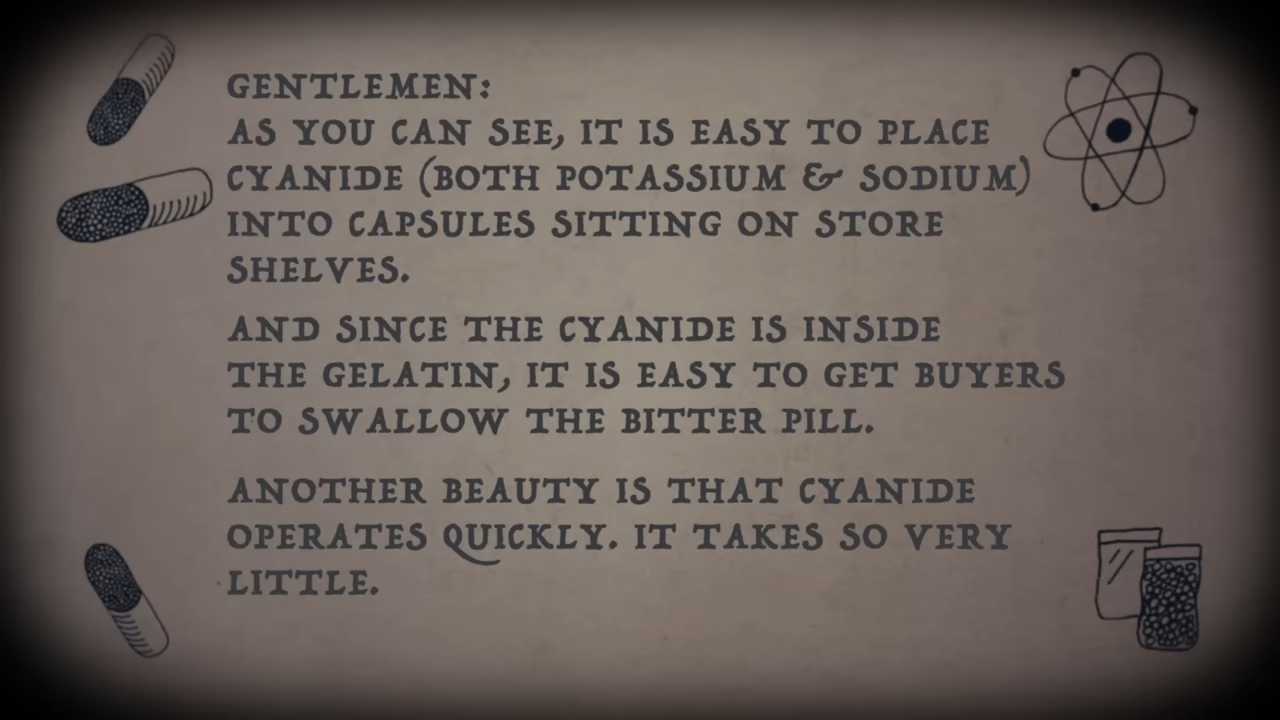 GENTLEMEN:
AS YOU CAN SEE, IT IS EASY TO PLACE
CYANIDE (BOTH POTASSIUM & SODIUM)
INTO CAPSULES SITTING ON STORE
SHELVES.
AND SINCE THE CYANIDE IS INSIDE
THE GELATIN, IT IS EASY TO GET BUYERS
TO SWALLOW THE BITTER PILL.
ANOTHER BEAUTY IS THAT CYANIDE
OPERATES QUICKLY. IT TAKES SO VERY
LITTLE.